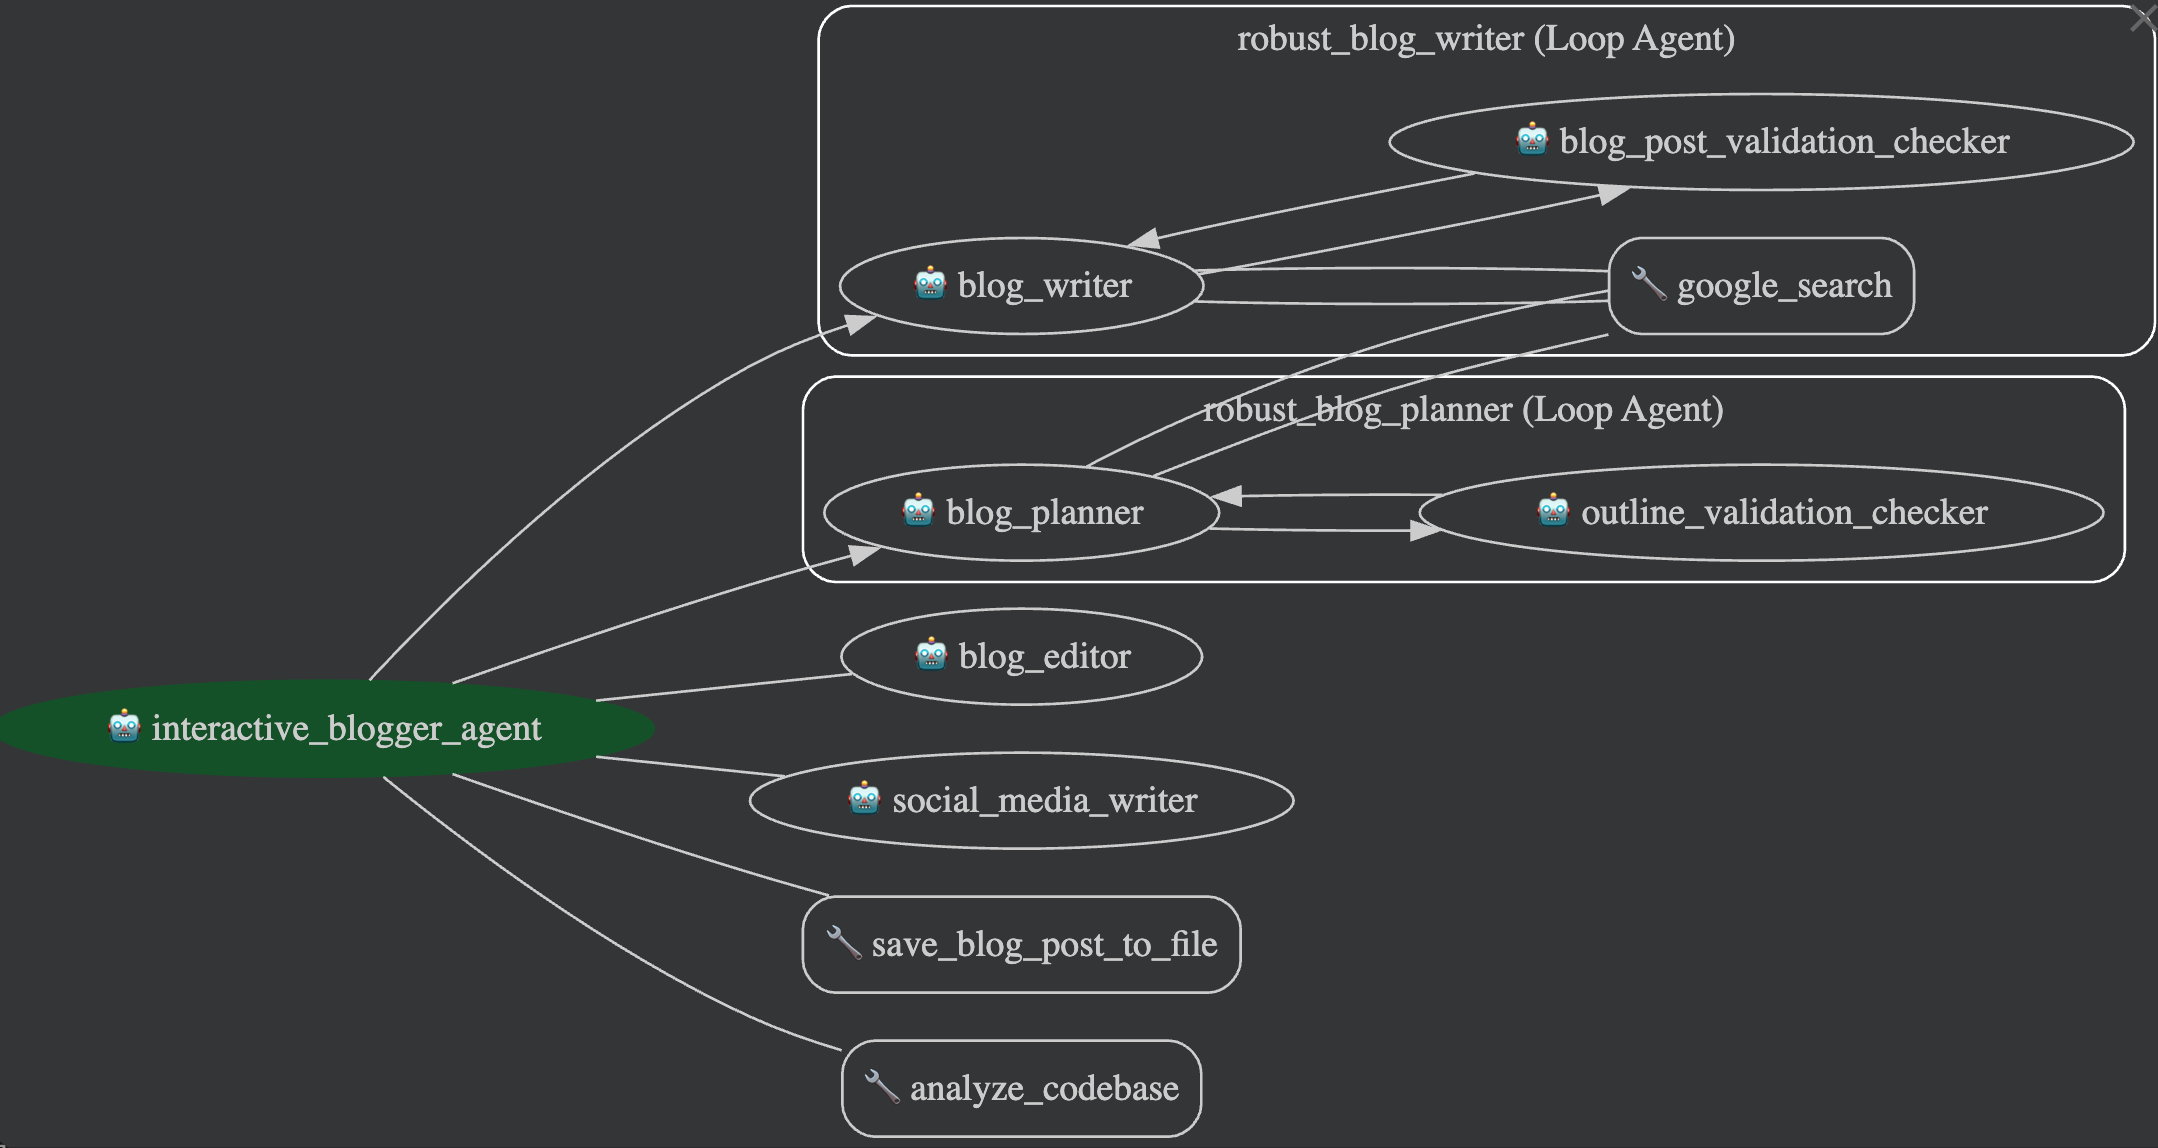 robust_blog_writer (Loop Agent)
blog_post_validation_checker
blog_writer
google_search
robust_blog_planner (Loop Agent)
blog_planner
outline_validation_checker
blog_editor
interactive_blogger_agent
social_media_writer
save_blog_post_to_file
analyze_codebase